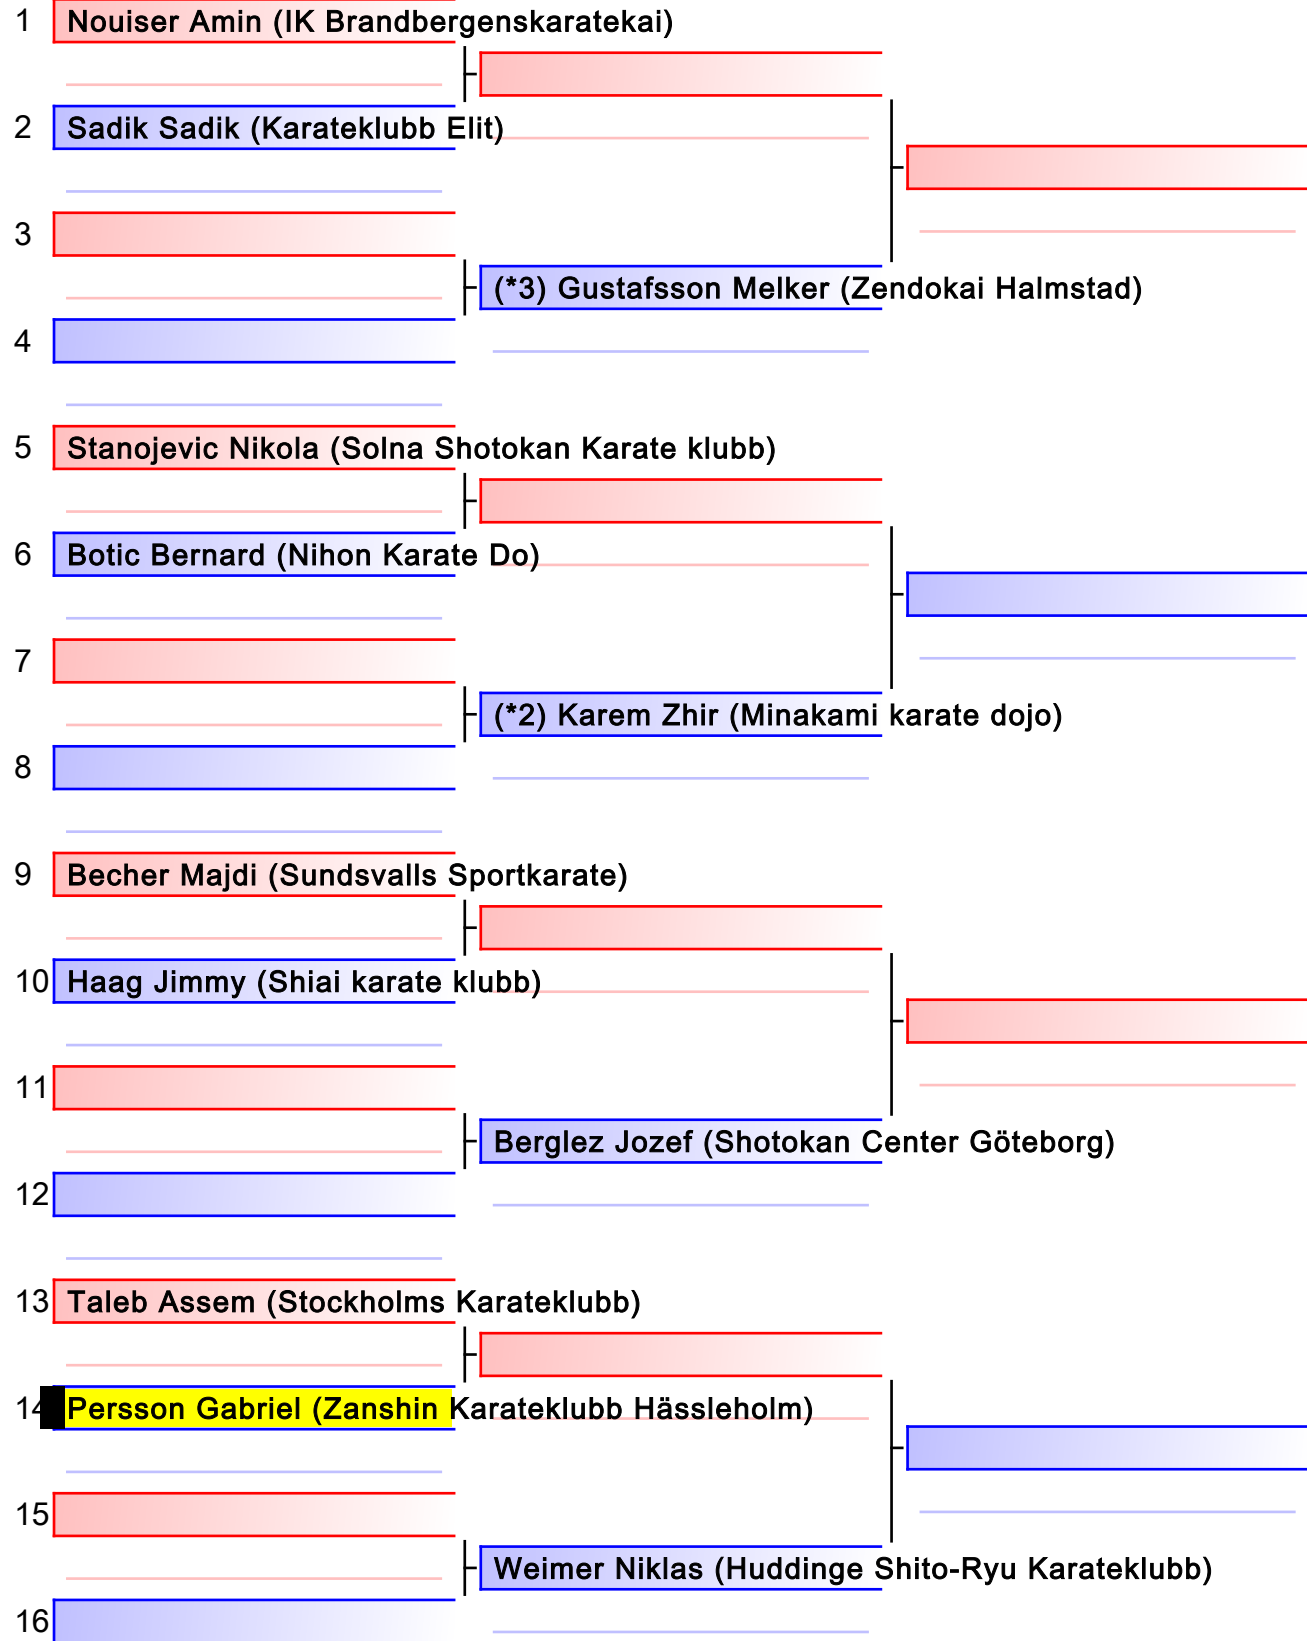 1 Nouiser Amin (IK Brandbergenskaratekai)
2 Sadik Sadik (Karateklubb Elit)
3
(*3) Gustafsson Melker (Zendokai Halmstad)
4
5 Stanojevic Nikola (Solna Shotokan Karate klubb)
6 Botic Bernard (Nihon Karate Do)
7
(*2) Karem Zhir (Minakami karate dojo)
8
9 Becher Majdi (Sundsvalls Sportkarate)
10 Haag Jimmy (Shiai karate klubb)
11
Berglez Jozef (Shotokan Center Göteborg)
12
13 Taleb Assem (Stockholms Karateklubb)
14 Persson Gabriel (Zanshin Karateklubb Hässleholm)
15
Weimer Niklas (Huddinge Shito-Ryu Karateklubb)
16